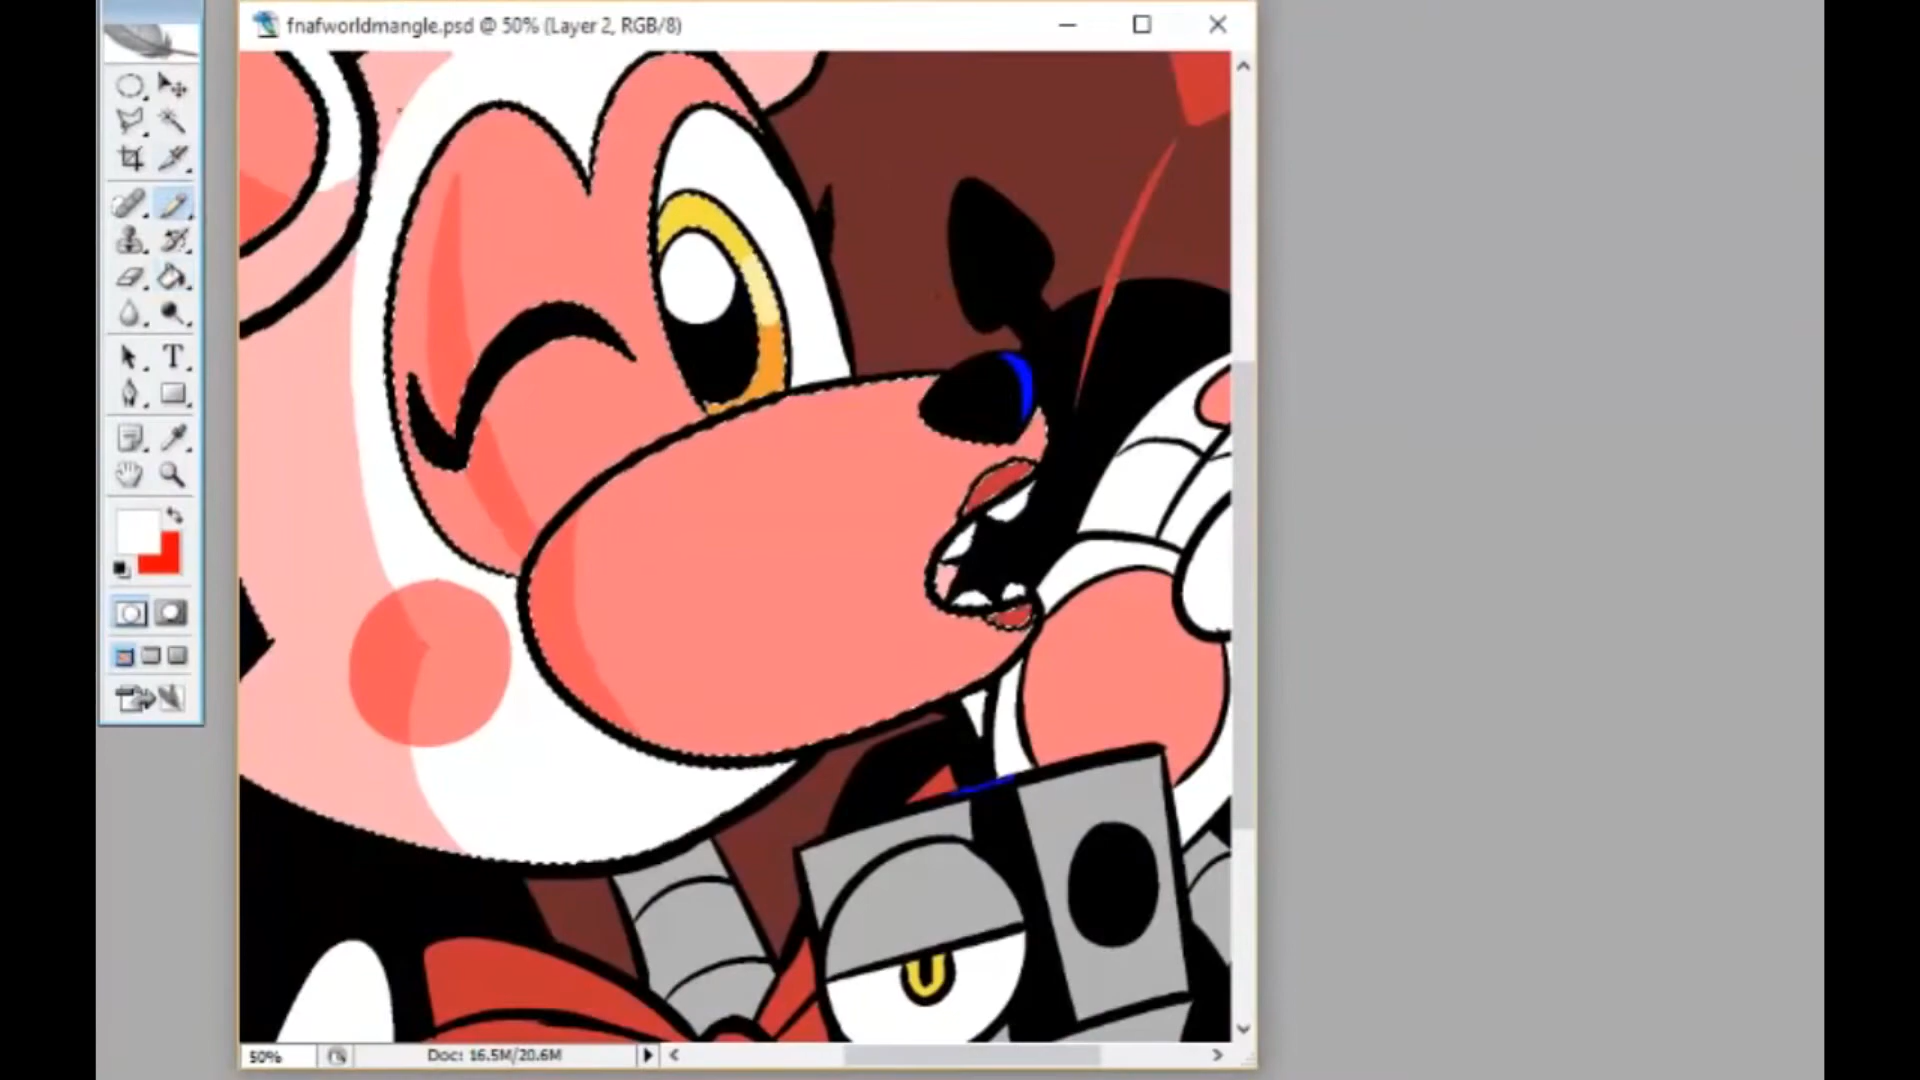 fnafworldmangle.psd @ 50% (Layer 2, RGB/8)
T
50%
Doc: 16.5M/20.6M